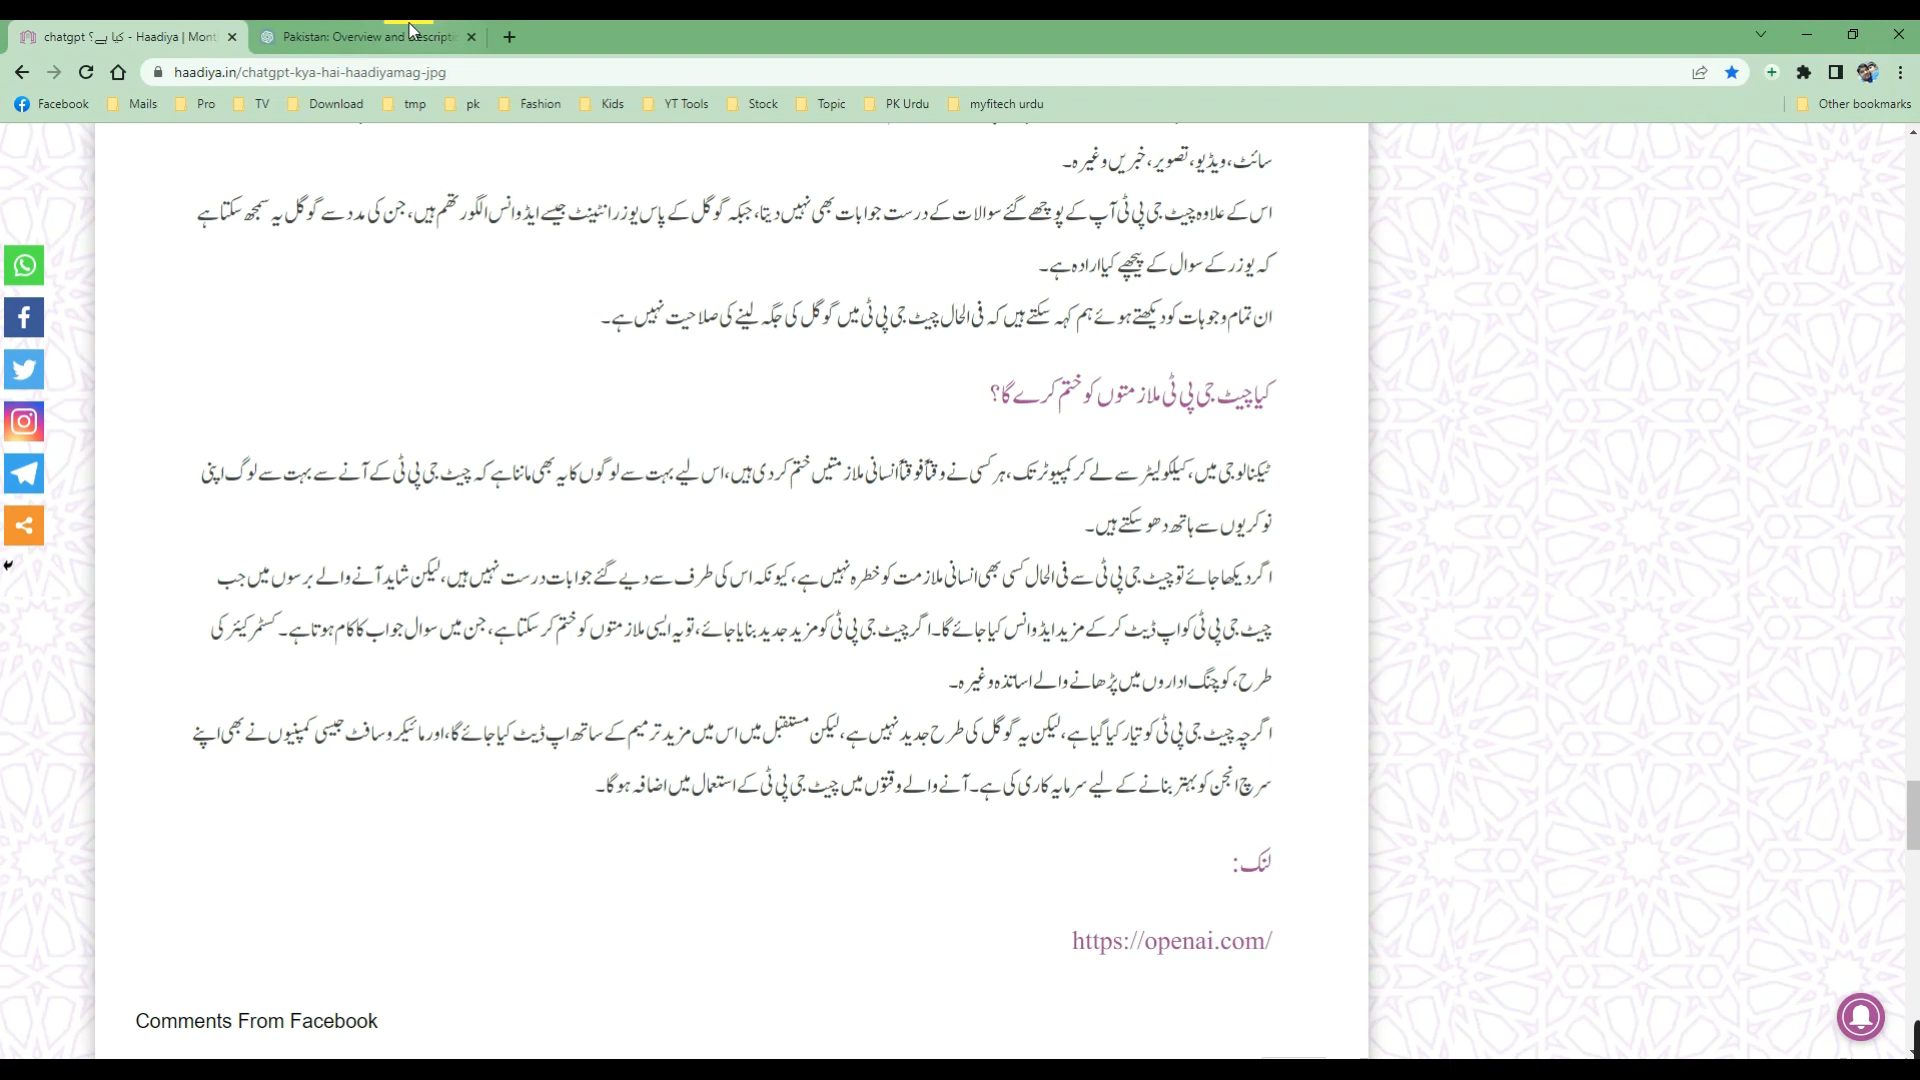 chatgpt کیا ہے؟ - Haadiya | Mont
Pakistan: Overview and Descripti
haadiya.in/chatgpt-kya-hai-haadiyamag-jpg
Facebook Mails Pro TV Download tmp pk Fashion Kids YT Tools Stock Topic PK Urdu myfitech urdu Other bookmarks
سائٹ، ویڈیو، تصویر، خبریں وغیرہ۔
اس کے علاوہ چیٹ جی پی ٹی آپ کے پوچھے گئے سوالات کے درست جوابات بھی نہیں دیتا، جبکہ گوگل کے پاس یوزر انٹینٹ جیسے ایڈوانس الگورتھم ہیں، جن کی مدد سے گوگل یہ سمجھ سکتا ہے
کہ یوزر کے سوال کے پیچھے کیا ارادہ ہے۔
ان تمام وجوہات کو دیکھتے ہوئے ہم کہہ سکتے ہیں کہ فی الحال چیٹ جی پی ٹی میں گوگل کی جگہ لینے کی صلاحیت نہیں ہے۔
کیا چیٹ جی پی ٹی ملازمتوں کو ختم کرے گا؟
ٹیکنالوجی میں، کیلکولیٹر سے لے کر کمپیوٹر تک، ہر کسی نے وقتاً فوقتاً انسانی ملازمتیں ختم کر دی ہیں، اس لیے بہت سے لوگوں کا یہ بھی ماننا ہے کہ چیٹ جی پی ٹی کے آنے سے بہت سے لوگ اپنی
نوکریوں سے ہاتھ دھو سکتے ہیں۔
اگر دیکھا جائے تو چیٹ جی پی ٹی سے فی الحال کسی بھی انسانی ملازمت کو خطرہ نہیں ہے، کیونکہ اس کی طرف سے دیے گئے جوابات درست نہیں ہیں، لیکن شاید آنے والے برسوں میں جب
چیٹ جی پی ٹی کو اپ ڈیٹ کر کے مزید ایڈوانس کیا جائے گا۔ اگر چیٹ جی پی ٹی کو مزید جدید بنایا جائے، تو یہ ایسی ملازمتوں کو ختم کر سکتا ہے، جن میں سوال جواب کا کام ہوتا ہے۔ کسٹمر کیئر کی
طرح، کوچنگ اداروں میں پڑھانے والے اساتذہ وغیرہ۔
اگرچہ چیٹ جی پی ٹی کو تیار کیا گیا ہے، لیکن یہ گوگل کی طرح جدید نہیں ہے، لیکن مستقبل میں اس میں مزید ترمیم کے ساتھ اپ ڈیٹ کیا جائے گا، اور مائیکروسافٹ جیسی کمپنیوں نے بھی اپنے
سرچ انجن کو بہتر بنانے کے لیے سرمایہ کاری کی ہے۔ آنے والے وقتوں میں چیٹ جی پی ٹی کے استعمال میں اضافہ ہوگا۔
لنک:
https://openai.com/
Comments From Facebook